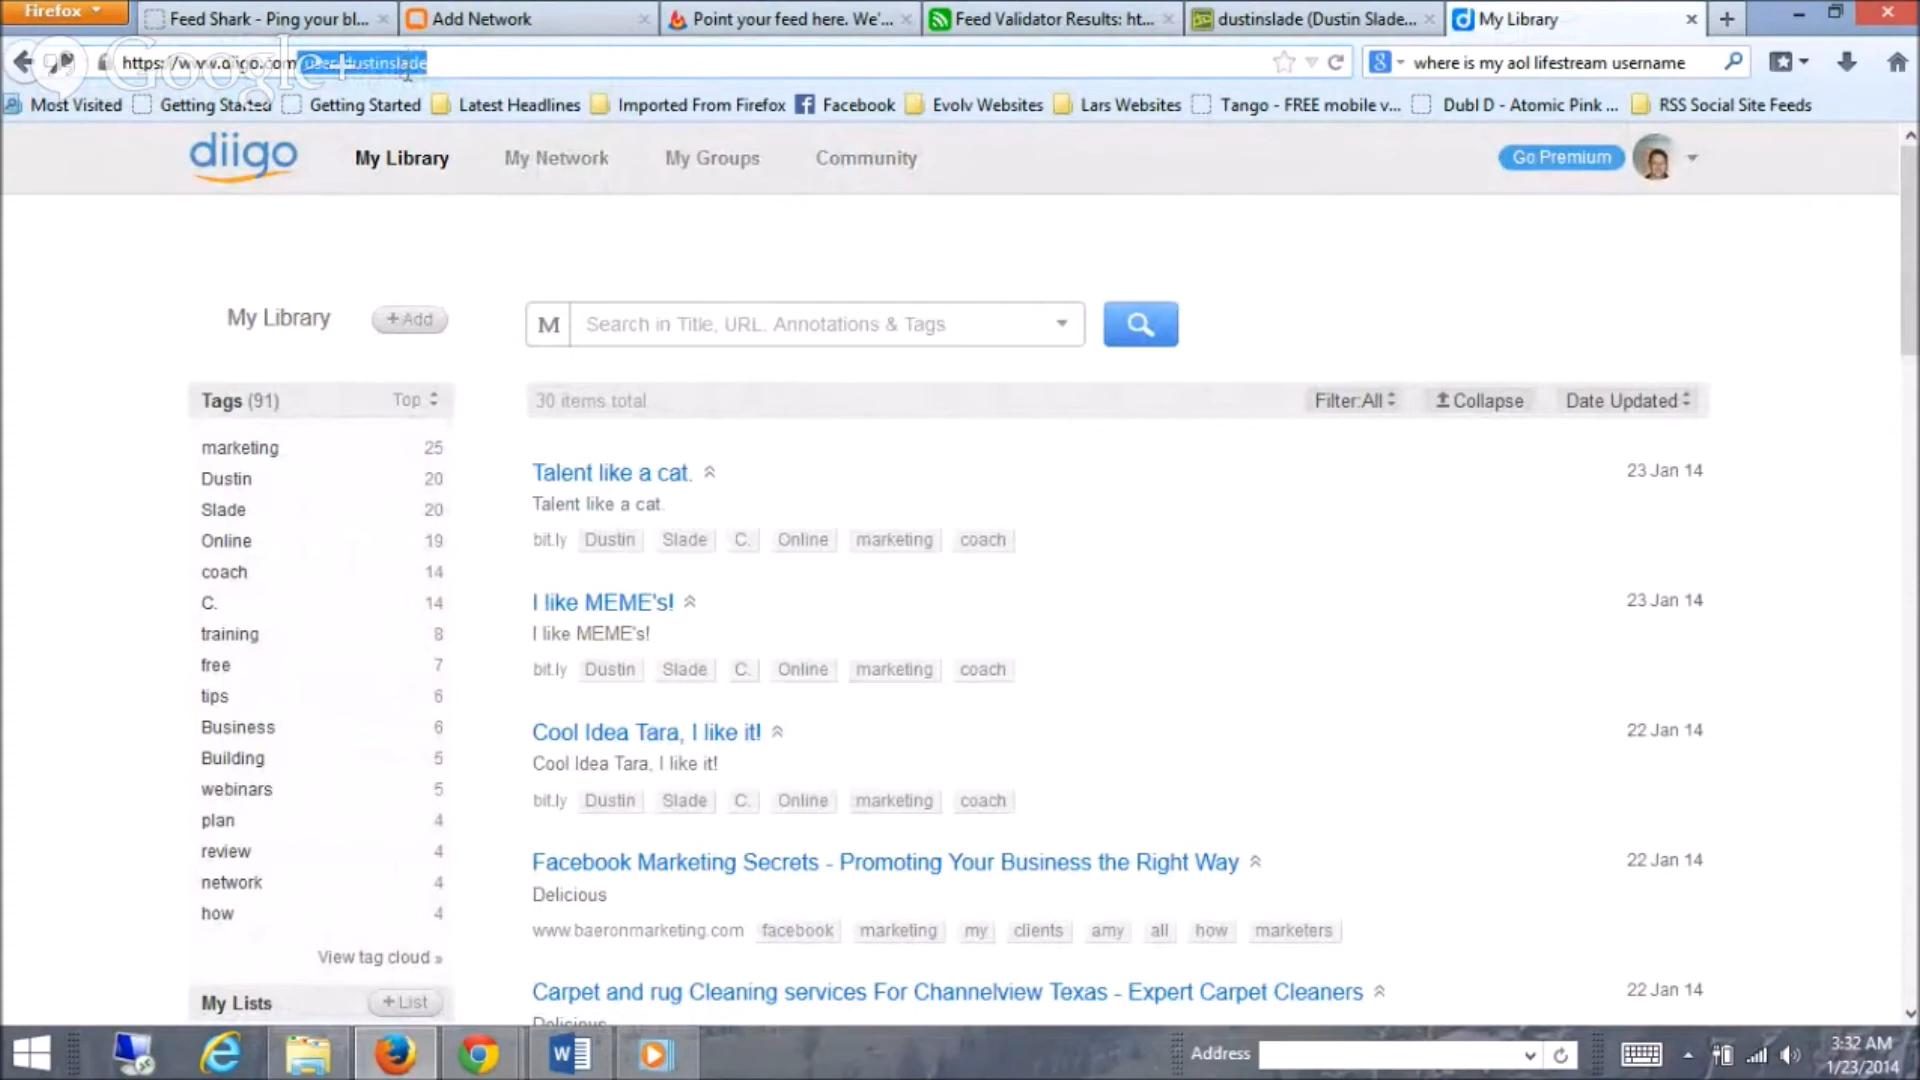 Firefox
Feed Shark - Ping your bl...
Add Network
Point your feed here. We'...
Feed Validator Results: ht...
dustinslade (Dustin Slade...
My Library
https://www.diigo.com/user/dustinslade
Google+
where is my aol lifestream username
Most Visited
Getting Started
Getting Started
Latest Headlines
Imported From Firefox
Facebook
Evolv Websites
Lars Websites
Tango - FREE mobile v...
Dubl D - Atomic Pink ...
RSS Social Site Feeds
diigo
My Library
My Network
My Groups
Community
Go Premium
My Library
+ Add
M
Search in Title, URL, Annotations & Tags
Tags (91)
Top
30 items total
Filter:All
Collapse
Date Updated
marketing 25
Dustin 20
Slade 20
Online 19
coach 14
C. 14
training 8
free 7
tips 6
Business 6
Building 5
webinars 5
plan 4
review 4
network 4
how 4
View tag cloud »
My Lists
+ List
Talent like a cat.
23 Jan 14
Talent like a cat.
bit.ly Dustin Slade C. Online marketing coach
I like MEME's!
23 Jan 14
I like MEME's!
bit.ly Dustin Slade C. Online marketing coach
Cool Idea Tara, I like it!
22 Jan 14
Cool Idea Tara, I like it!
bit.ly Dustin Slade C. Online marketing coach
Facebook Marketing Secrets - Promoting Your Business the Right Way
22 Jan 14
Delicious
www.baeronmarketing.com facebook marketing my clients amy all how marketers
Carpet and rug Cleaning services For Channelview Texas - Expert Carpet Cleaners
22 Jan 14
Delicious
Address
3:32 AM
1/23/2014